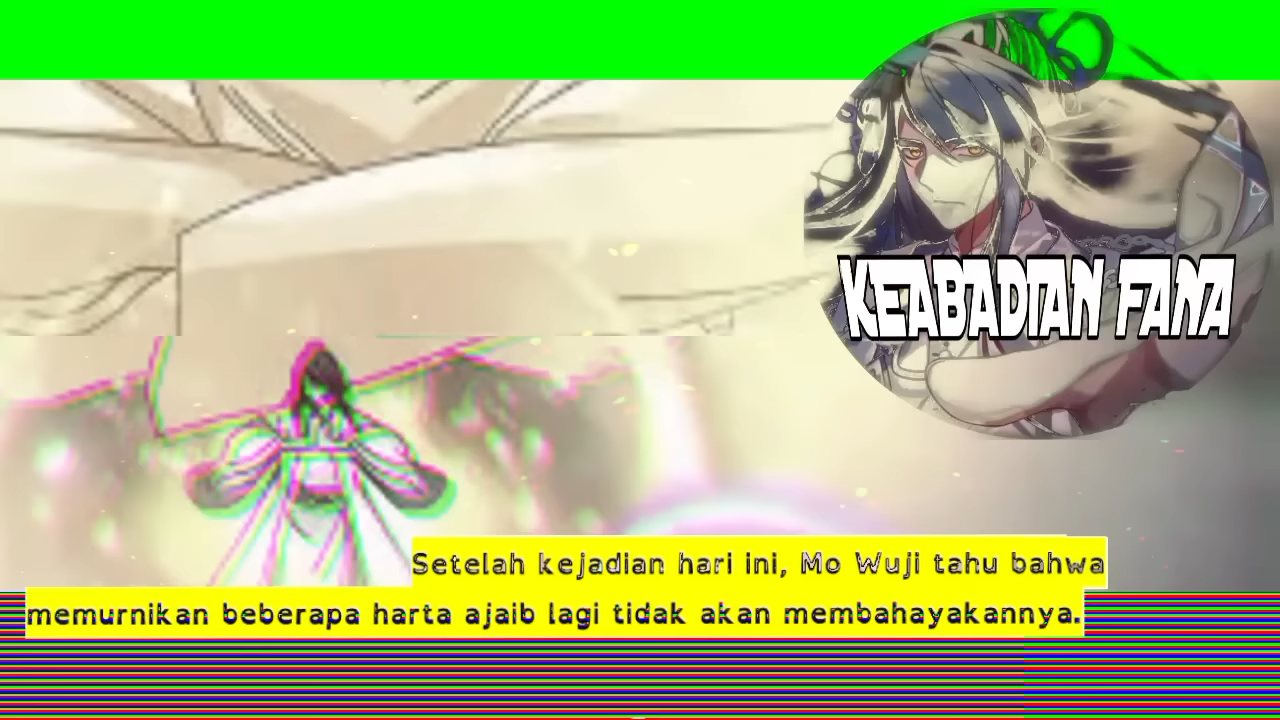 KEABADIAN FANA
Setelah kejadian hari ini, Mo Wuji tahu bahwa
memurnikan beberapa harta ajaib lagi tidak akan membahayakannya.